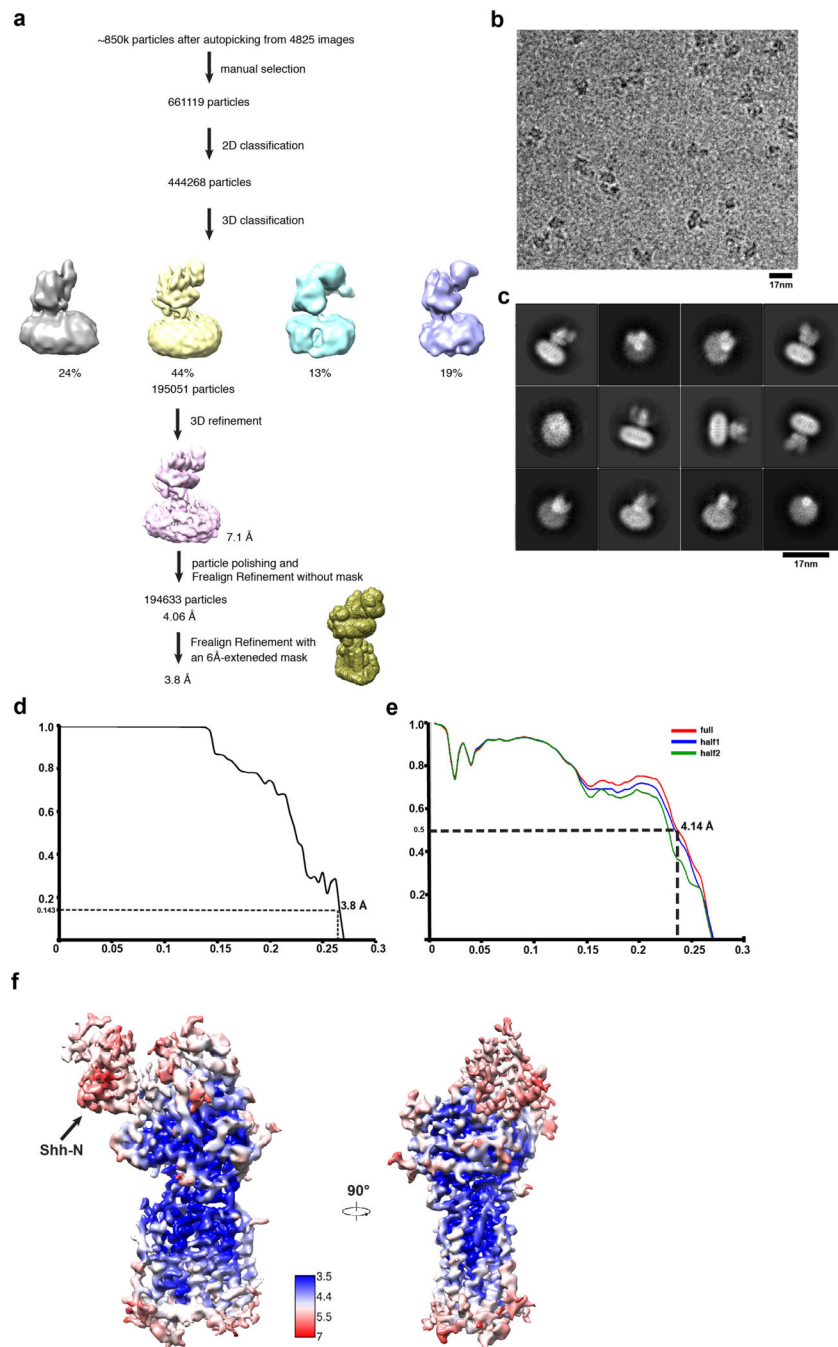 a
~850k particles after autopicking from 4825 images
manual selection
661119 particles
2D classification
444268 particles
3D classification
24%
44%
13%
19%
195051 particles
3D refinement
7.1 Å
particle polishing and
Frealign Refinement without mask
194633 particles
4.06 Å
Frealign Refinement with
an 6Å-exteneded mask
3.8 Å
b
17nm
c
17nm
d
1.0
0.8
0.6
0.4
0.2
0.143
3.8 Å
0
0.05
0.1
0.15
0.2
0.25
0.3
e
full
half1
half2
1.0
0.8
0.6
0.5
0.4
0.2
4.14 Å
0
0.05
0.1
0.15
0.2
0.25
0.3
f
Shh-N
90°
3.5
4.4
5.5
7